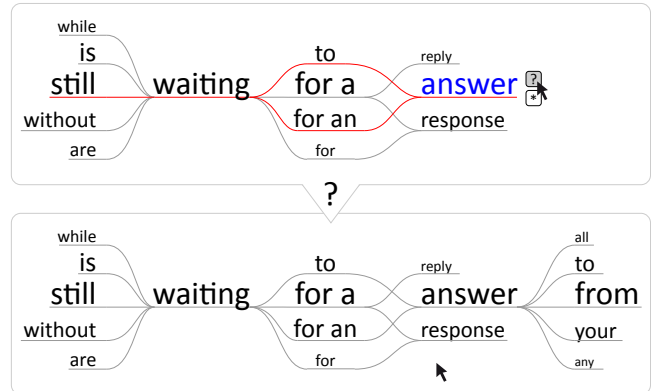 while
is to reply
still waiting for a answer ?
*
without for an response
are for
?
while all
is to reply to
still waiting for a answer from
without for an response your
are for any